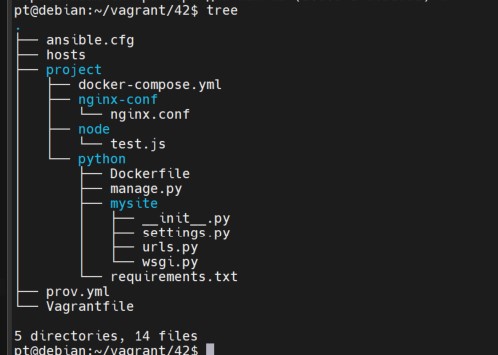 pt@debian:~/vagrant/42$ tree
.
├── ansible.cfg
├── hosts
├── project
│   ├── docker-compose.yml
│   ├── nginx-conf
│   │   └── nginx.conf
│   ├── node
│   │   └── test.js
│   └── python
│       ├── Dockerfile
│       ├── manage.py
│       ├── mysite
│       │   ├── __init__.py
│       │   ├── settings.py
│       │   ├── urls.py
│       │   └── wsgi.py
│       └── requirements.txt
├── prov.yml
└── Vagrantfile
5 directories, 14 files
pt@debian:~/vagrant/42$